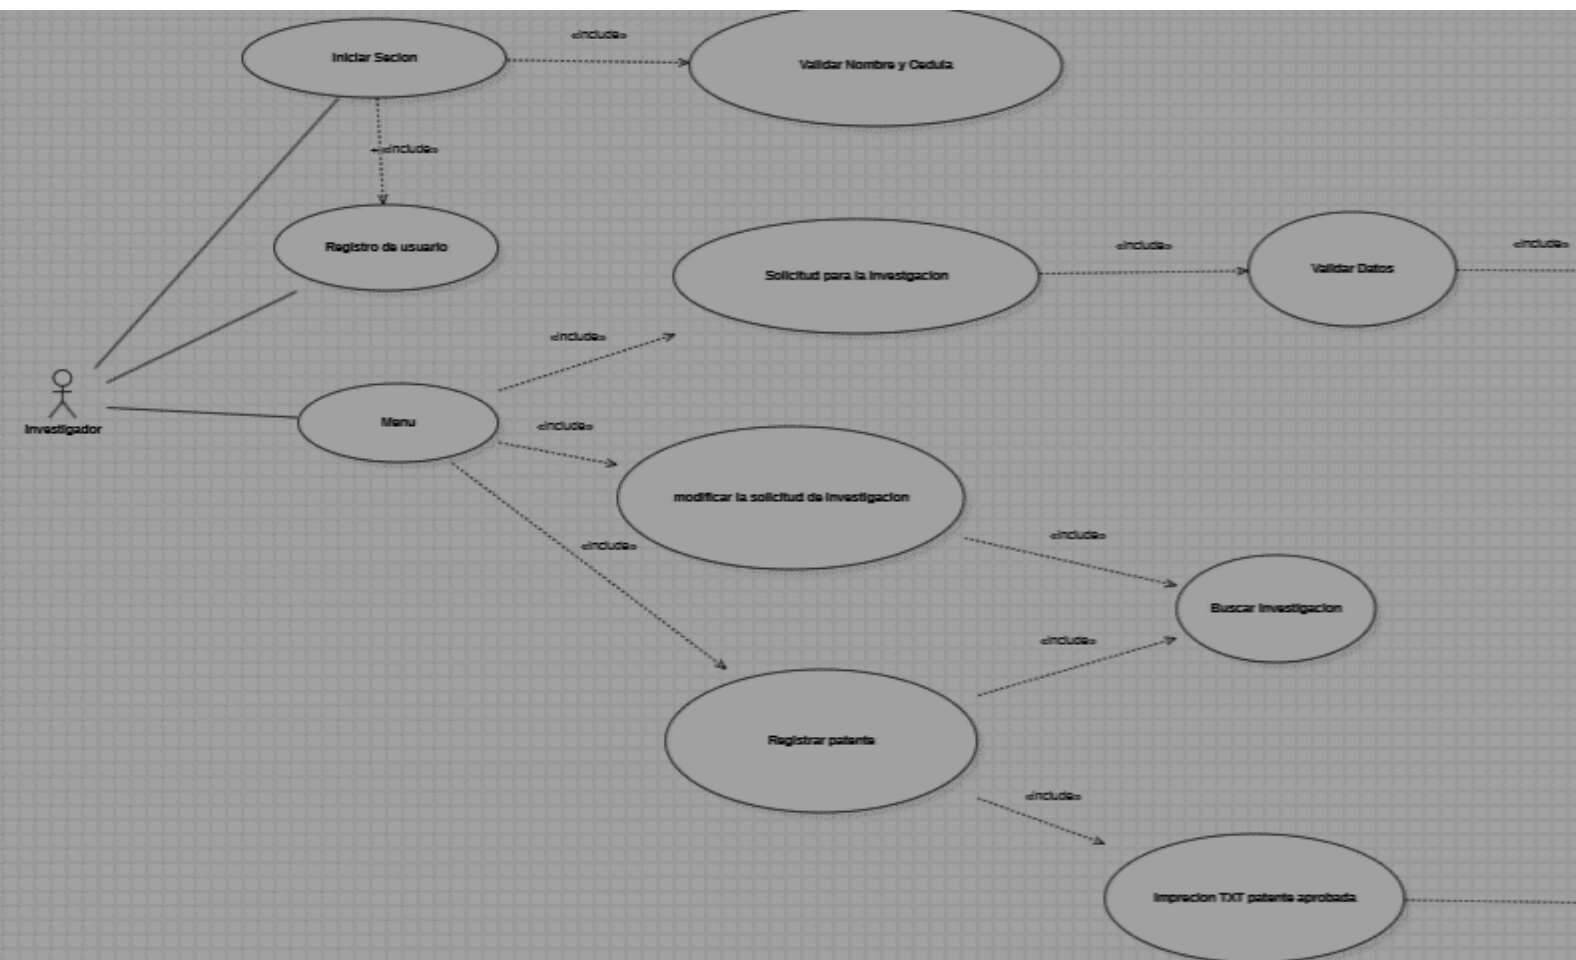 «include»
Iniciar Secion
Validar Nombre y Cedula
«include»
Registro de usuario
«include»
«include»
Solicitud para la Investgacion
Validar Datos
«include»
Menu
«include»
Investigador
modificar la solicitud de investigacion
«include»
«include»
Buscar investigacion
«include»
Registrar patente
«include»
Imprecion TXT patente aprobada